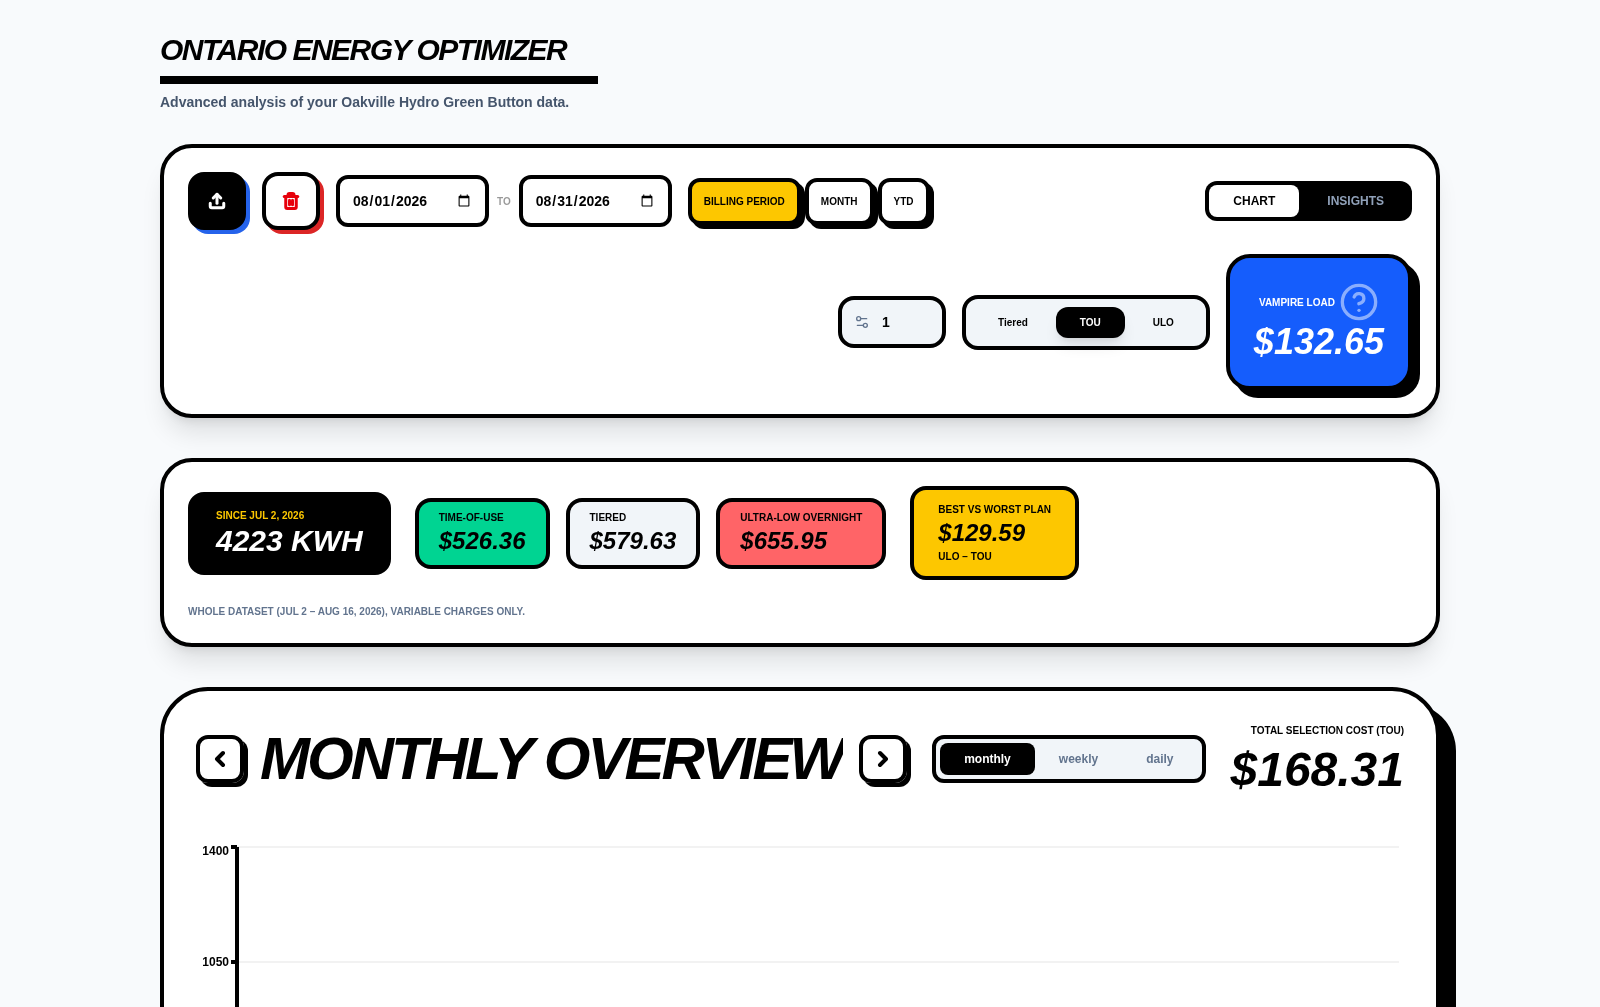 ONTARIO ENERGY OPTIMIZER
Advanced analysis of your Oakville Hydro Green Button data.
08/01/2026
TO
08/31/2026
BILLING PERIOD
MONTH
YTD
CHART
INSIGHTS
1
Tiered
TOU
ULO
VAMPIRE LOAD
$132.65
SINCE JUL 2, 2026
4223 KWH
TIME-OF-USE
$526.36
TIERED
$579.63
ULTRA-LOW OVERNIGHT
$655.95
BEST VS WORST PLAN
$129.59
ULO – TOU
WHOLE DATASET (JUL 2 – AUG 16, 2026), VARIABLE CHARGES ONLY.
MONTHLY OVERVIEW
monthly
weekly
daily
TOTAL SELECTION COST (TOU)
$168.31
1400
1050